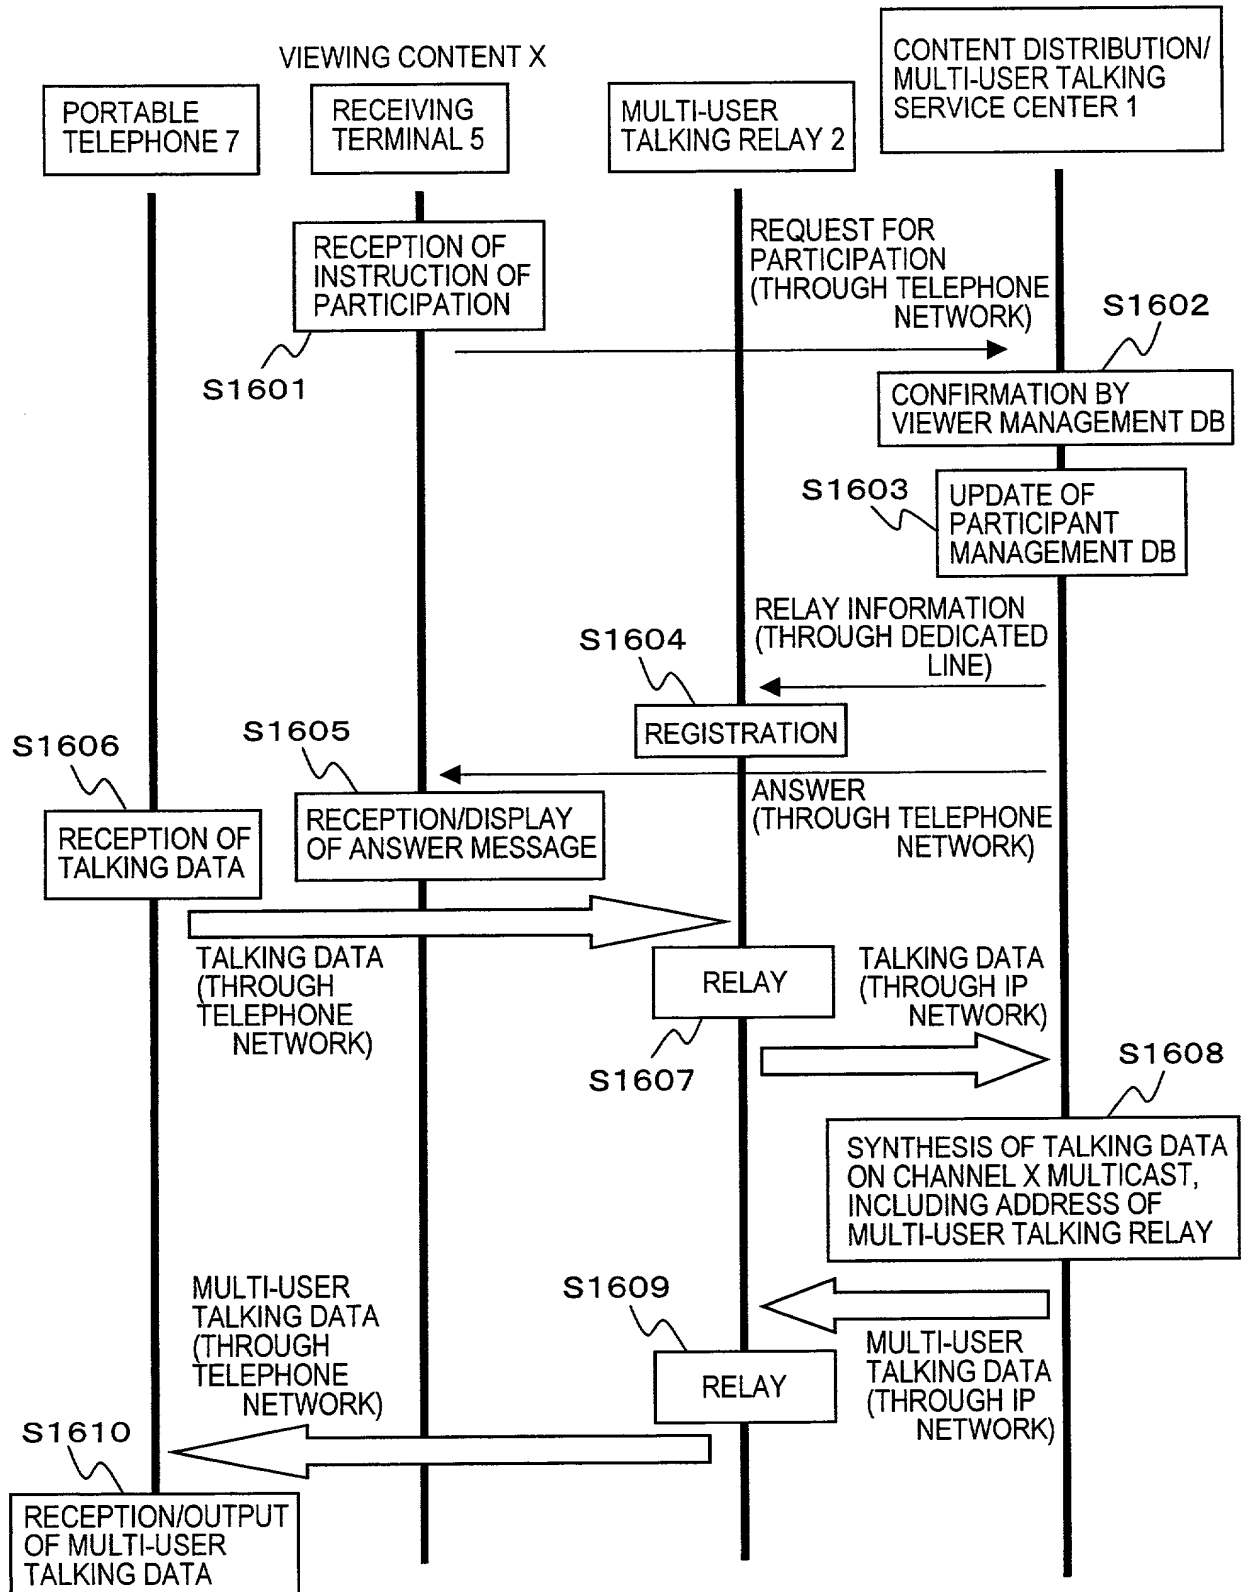 VIEWING CONTENT X
PORTABLE
TELEPHONE 7
RECEIVING
TERMINAL 5
MULTI-USER
TALKING RELAY 2
CONTENT DISTRIBUTION/
MULTI-USER TALKING
SERVICE CENTER 1
RECEPTION OF
INSTRUCTION OF
PARTICIPATION
S1601
REQUEST FOR
PARTICIPATION
(THROUGH TELEPHONE
NETWORK)
S1602
CONFIRMATION BY
VIEWER MANAGEMENT DB
S1603
UPDATE OF
PARTICIPANT
MANAGEMENT DB
RELAY INFORMATION
(THROUGH DEDICATED
LINE)
S1604
REGISTRATION
S1605
RECEPTION/DISPLAY
OF ANSWER MESSAGE
ANSWER
(THROUGH TELEPHONE
NETWORK)
S1606
RECEPTION OF
TALKING DATA
TALKING DATA
(THROUGH
TELEPHONE
NETWORK)
RELAY
S1607
TALKING DATA
(THROUGH IP
NETWORK)
S1608
SYNTHESIS OF TALKING DATA
ON CHANNEL X MULTICAST,
INCLUDING ADDRESS OF
MULTI-USER TALKING RELAY
MULTI-USER
TALKING DATA
(THROUGH IP
NETWORK)
S1609
RELAY
MULTI-USER
TALKING DATA
(THROUGH
TELEPHONE
NETWORK)
S1610
RECEPTION/OUTPUT
OF MULTI-USER
TALKING DATA